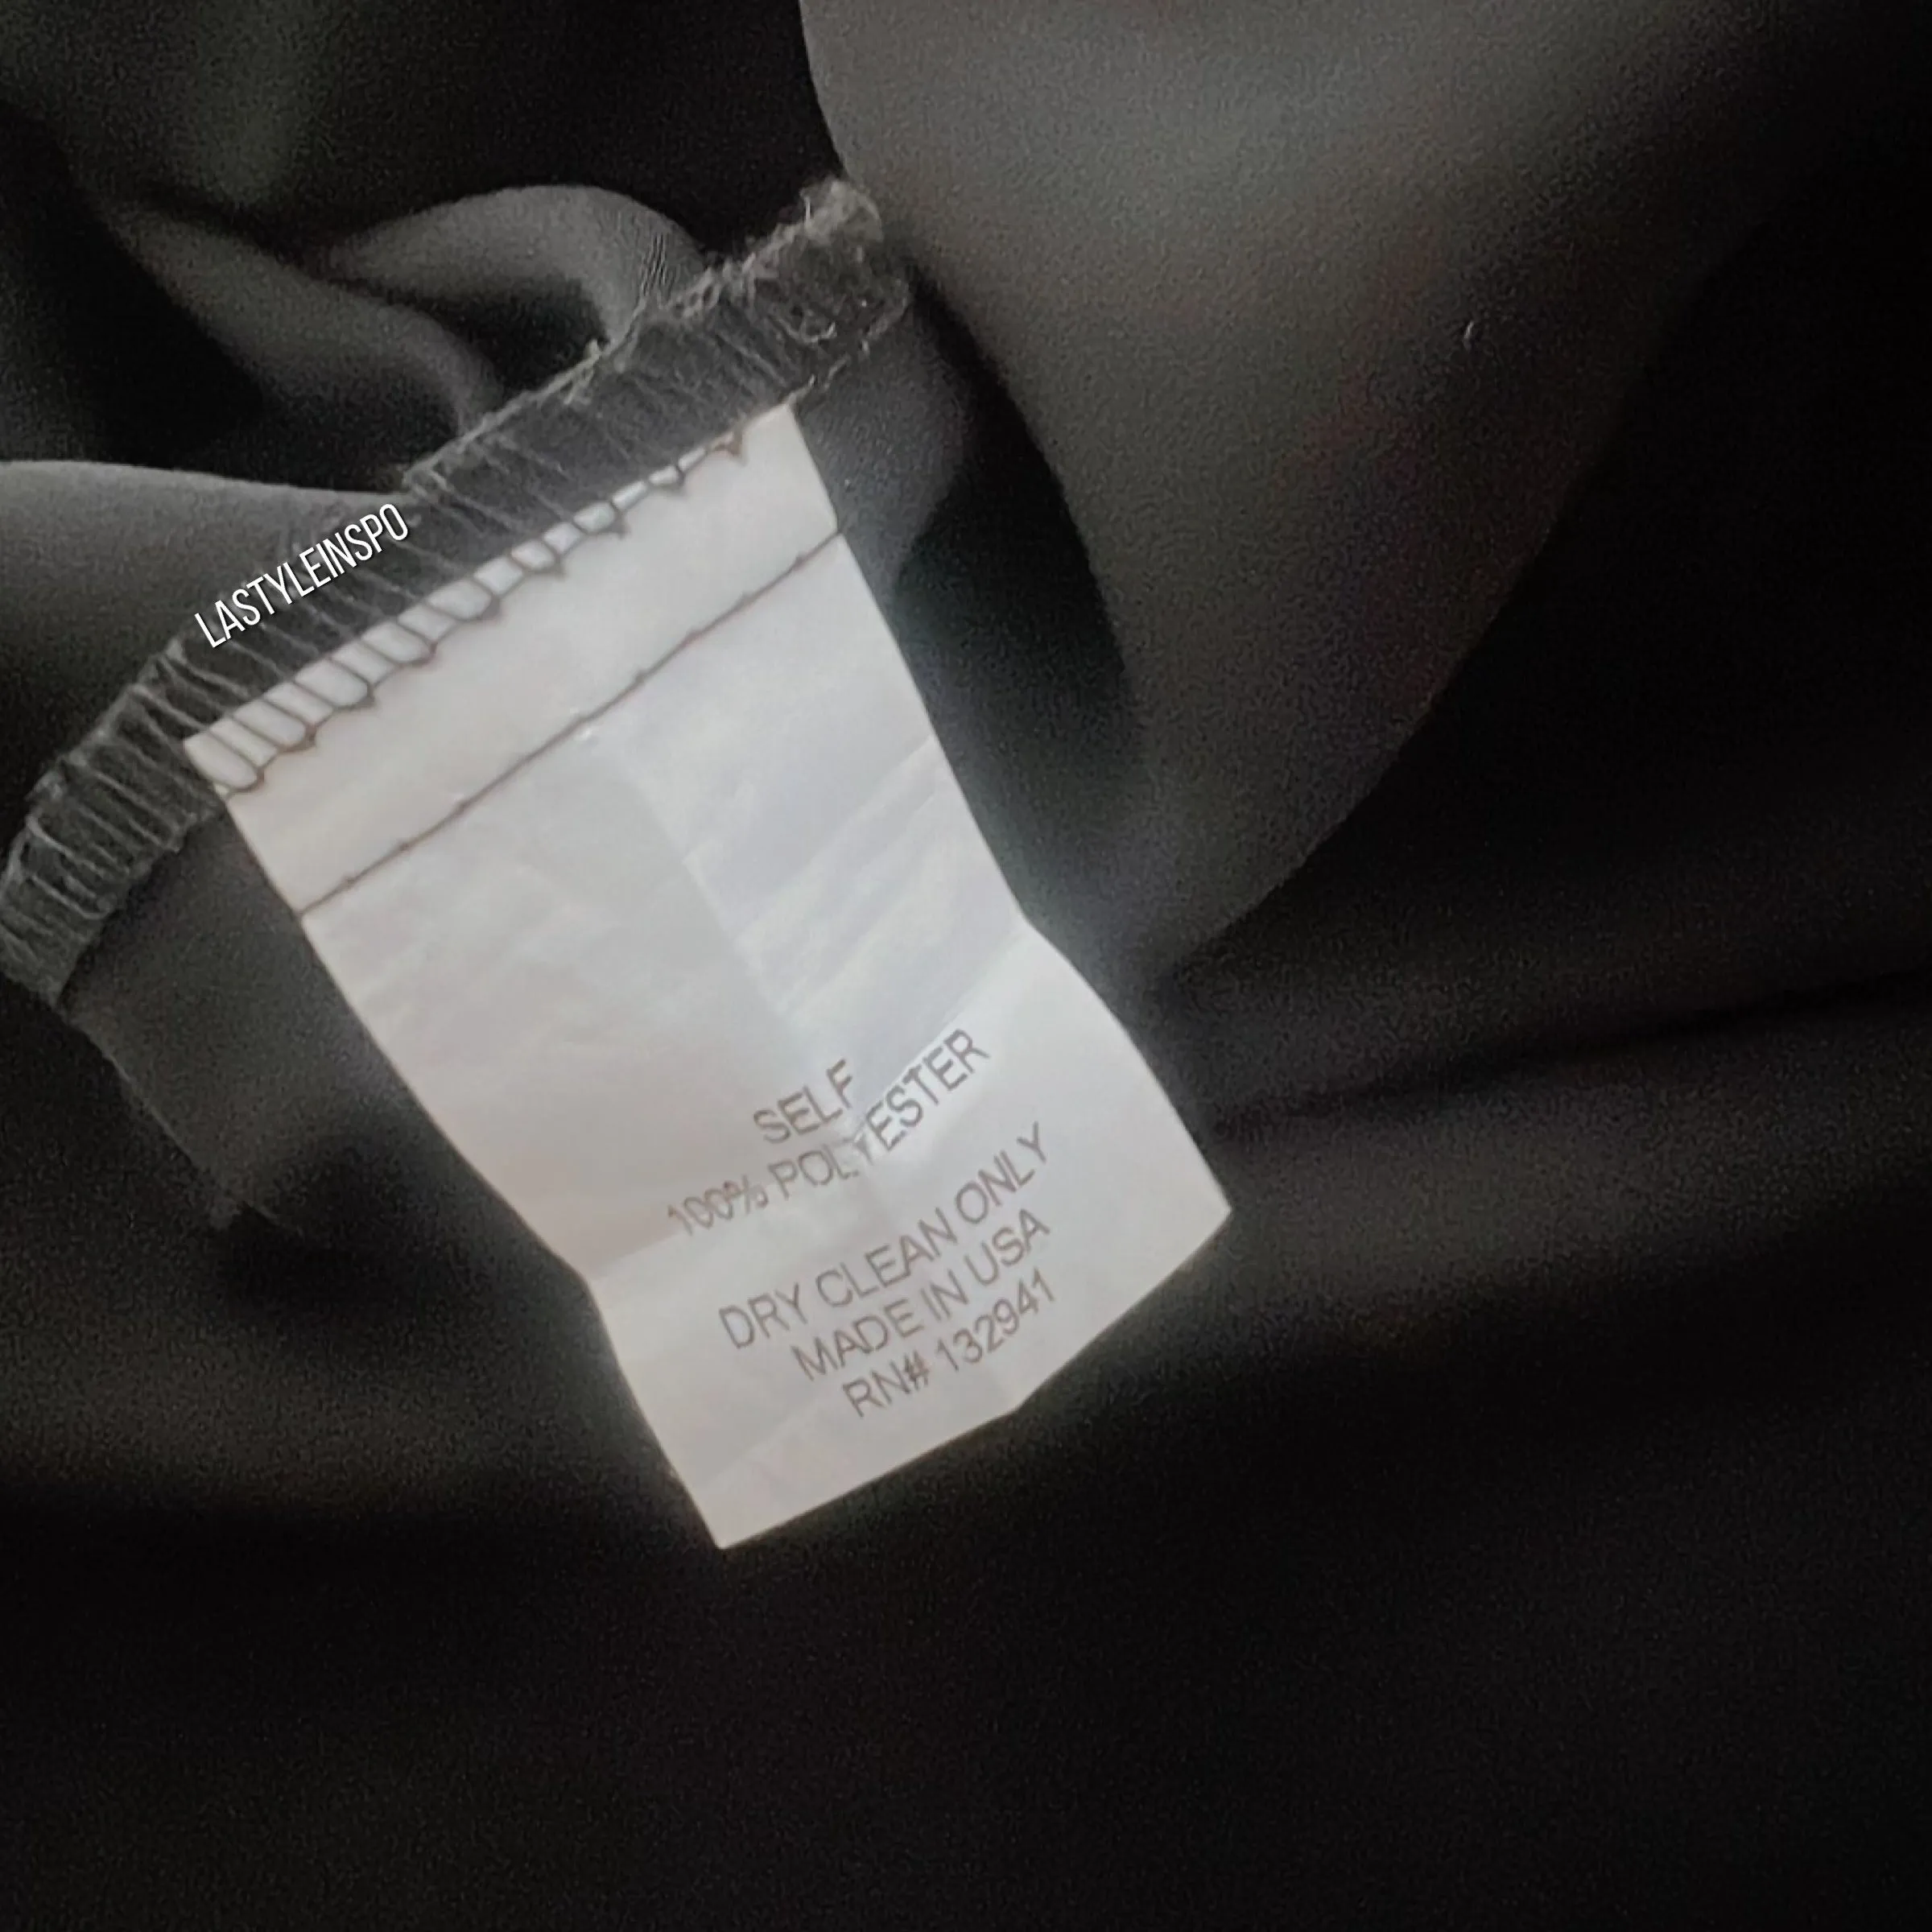 LASTYLEINSPO
SELF
100% POLYESTER
DRY CLEAN ONLY
MADE IN USA
RN# 132941